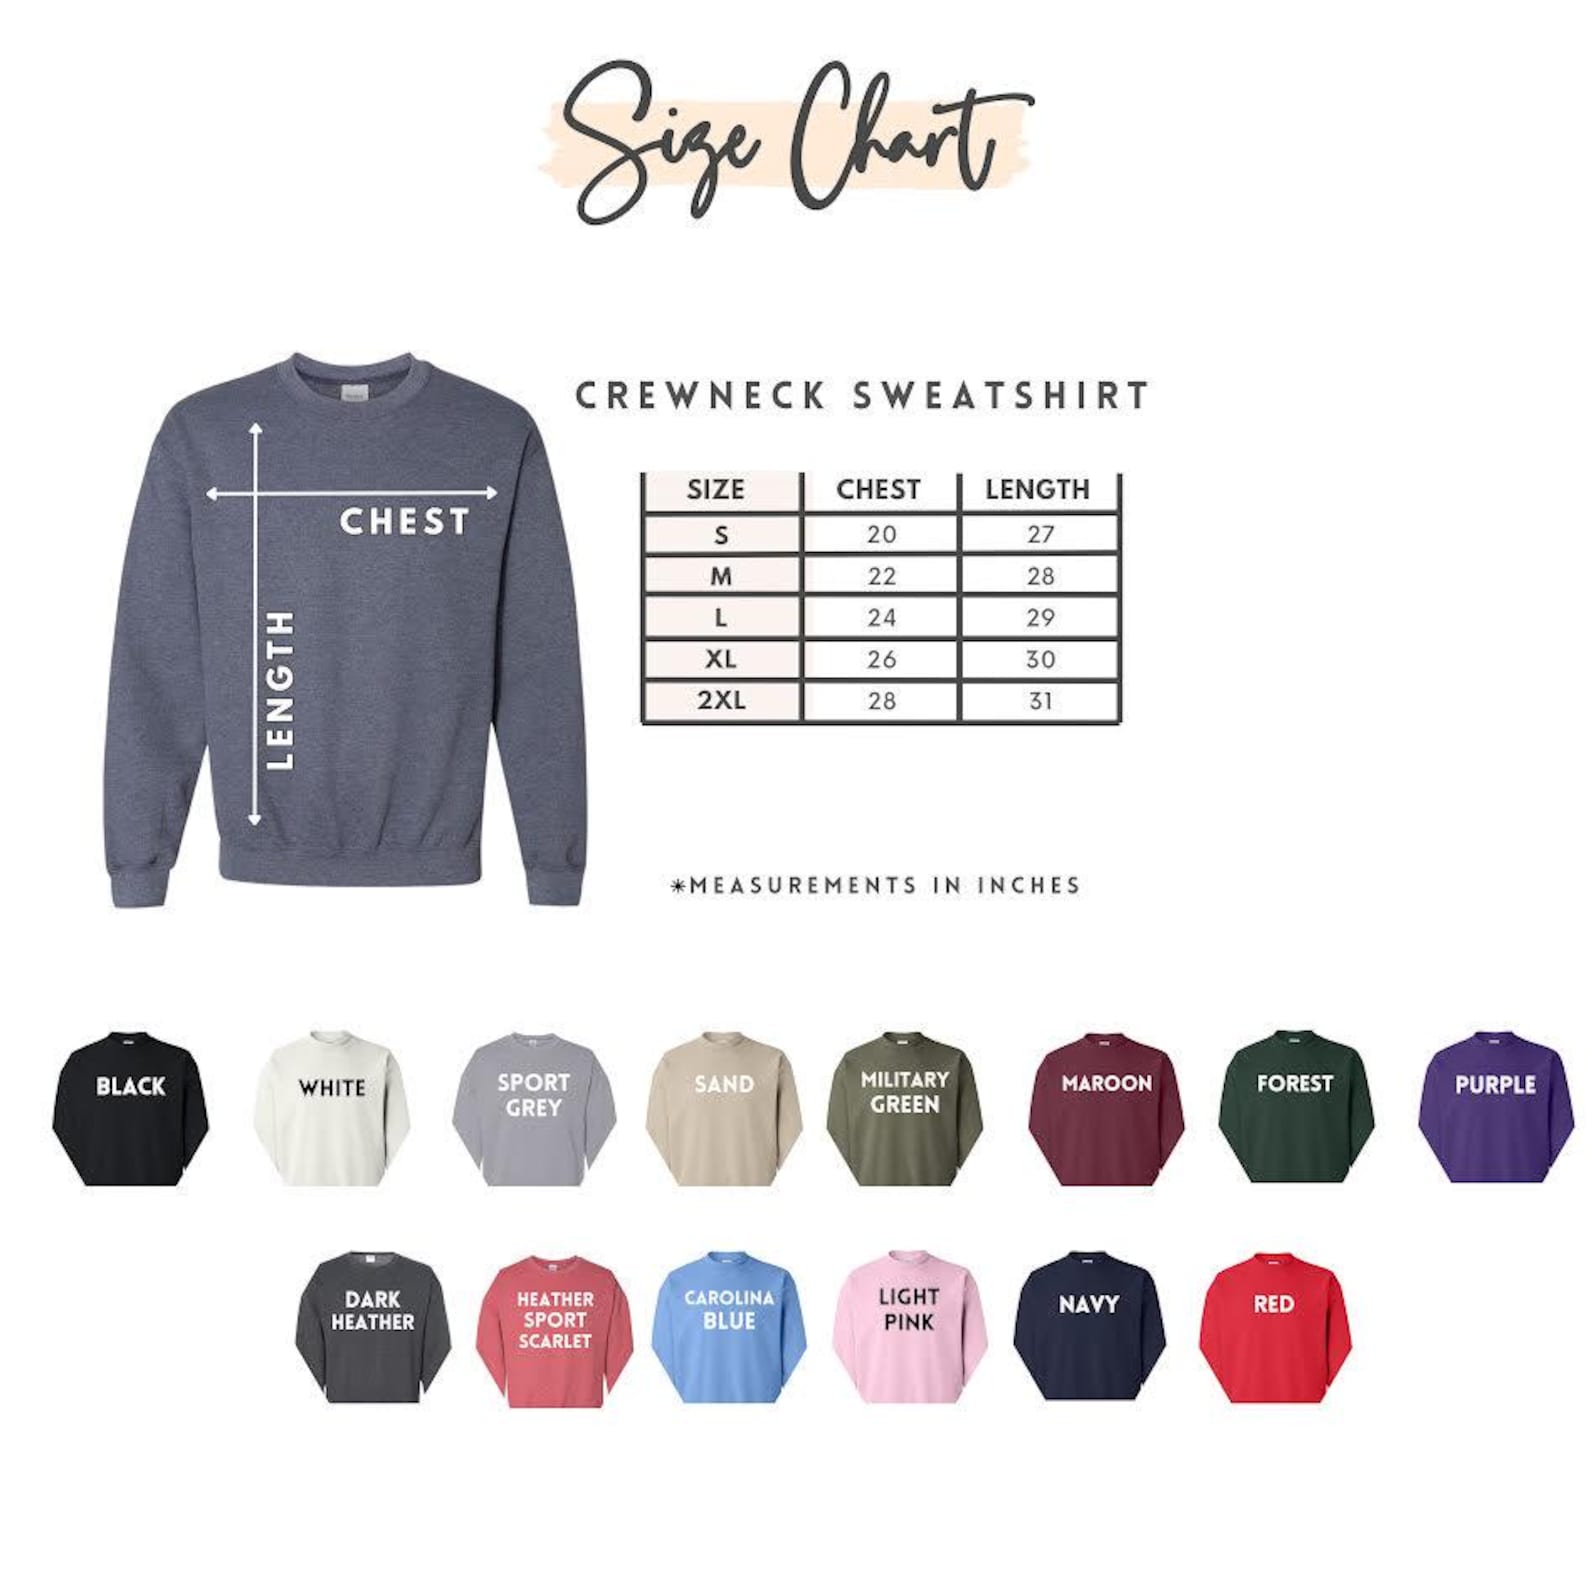 Size Chart
CREWNECK SWEATSHIRT
SIZE CHEST LENGTH
S 20 27
M 22 28
L 24 29
XL 26 30
2XL 28 31
CHEST
LENGTH
*MEASUREMENTS IN INCHES
BLACK
WHITE
SPORT
GREY
SAND
MILITARY
GREEN
MAROON
FOREST
PURPLE
DARK
HEATHER
HEATHER
SPORT
SCARLET
CAROLINA
BLUE
LIGHT
PINK
NAVY
RED